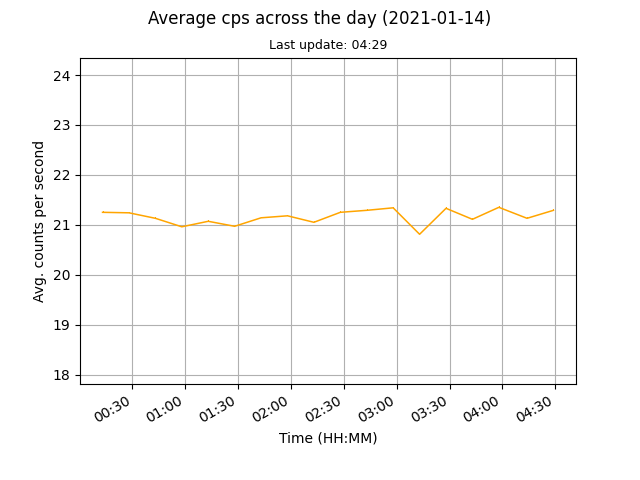 Average cps across the day (2021-01-14)
Last update: 04:29
24
23
22
21
20
19
18
Avg. counts per second
00:30 01:00 01:30 02:00 02:30 03:00 03:30 04:00 04:30
Time (HH:MM)